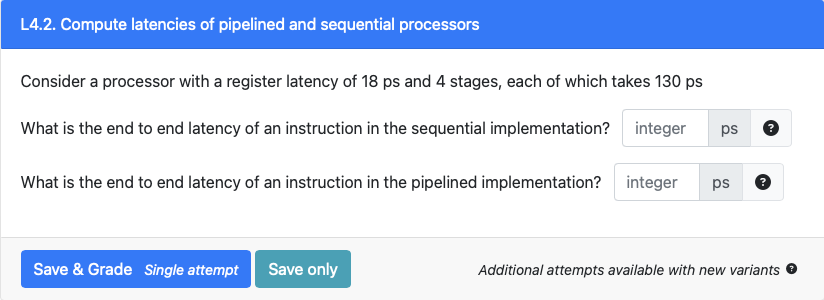 L4.2. Compute latencies of pipelined and sequential processors
Consider a processor with a register latency of 18 ps and 4 stages, each of which takes 130 ps
What is the end to end latency of an instruction in the sequential implementation? integer ps ?
What is the end to end latency of an instruction in the pipelined implementation? integer ps ?
Save & Grade Single attempt Save only Additional attempts available with new variants ?